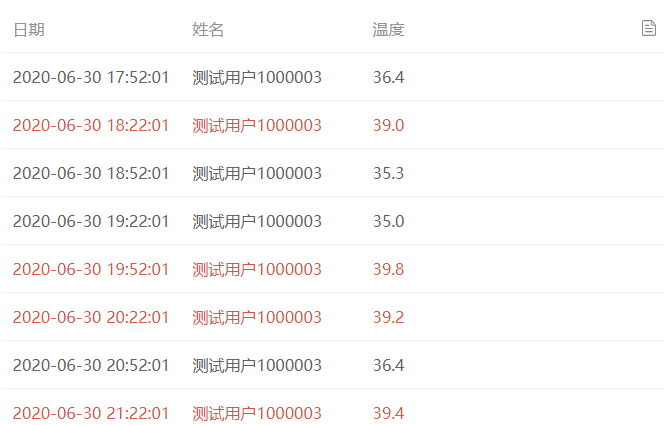 日期 姓名 温度
2020-06-30 17:52:01 测试用户1000003 36.4
2020-06-30 18:22:01 测试用户1000003 39.0
2020-06-30 18:52:01 测试用户1000003 35.3
2020-06-30 19:22:01 测试用户1000003 35.0
2020-06-30 19:52:01 测试用户1000003 39.8
2020-06-30 20:22:01 测试用户1000003 39.2
2020-06-30 20:52:01 测试用户1000003 36.4
2020-06-30 21:22:01 测试用户1000003 39.4